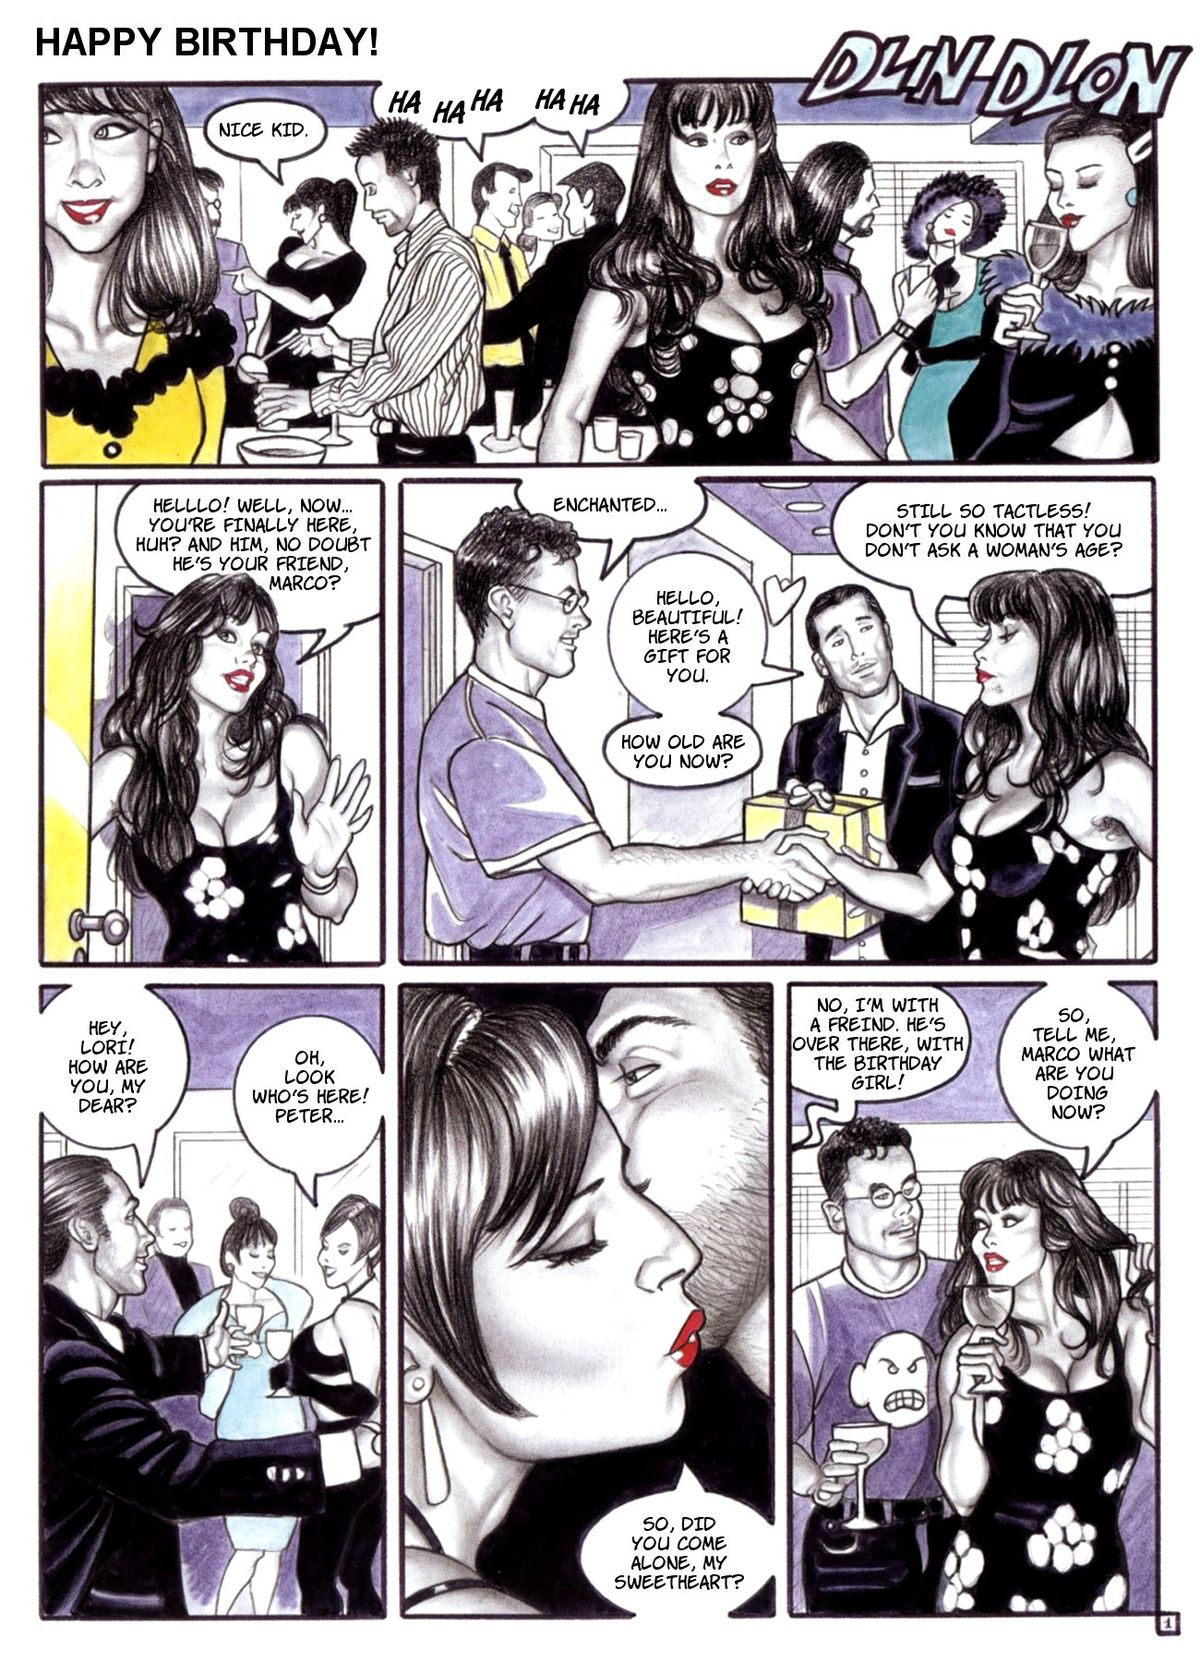 HAPPY BIRTHDAY!
DLIN-DLON
NICE KID.
HA HA HA
HA HA
HELLLO! WELL, NOW...
YOU'RE FINALLY HERE,
HUH? AND HIM, NO DOUBT
HE'S YOUR FRIEND,
MARCO?
ENCHANTED...
HELLO,
BEAUTIFUL!
HERE'S A
GIFT FOR
YOU.
HOW OLD ARE
YOU NOW?
STILL SO TACTLESS!
DON'T YOU KNOW THAT YOU
DON'T ASK A WOMAN'S AGE?
HEY,
LORI!
HOW ARE
YOU, MY
DEAR?
OH,
LOOK
WHO'S HERE!
PETER...
SO, DID
YOU COME
ALONE, MY
SWEETHEART?
NO, I'M WITH
A FREIND. HE'S
OVER THERE, WITH
THE BIRTHDAY
GIRL!
SO,
TELL ME,
MARCO WHAT
ARE YOU
DOING
NOW?
1